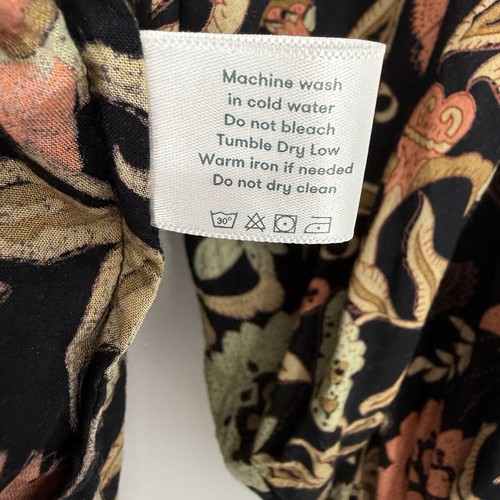 Machine wash
in cold water
Do not bleach
Tumble Dry Low
Warm iron if needed
Do not dry clean
30°